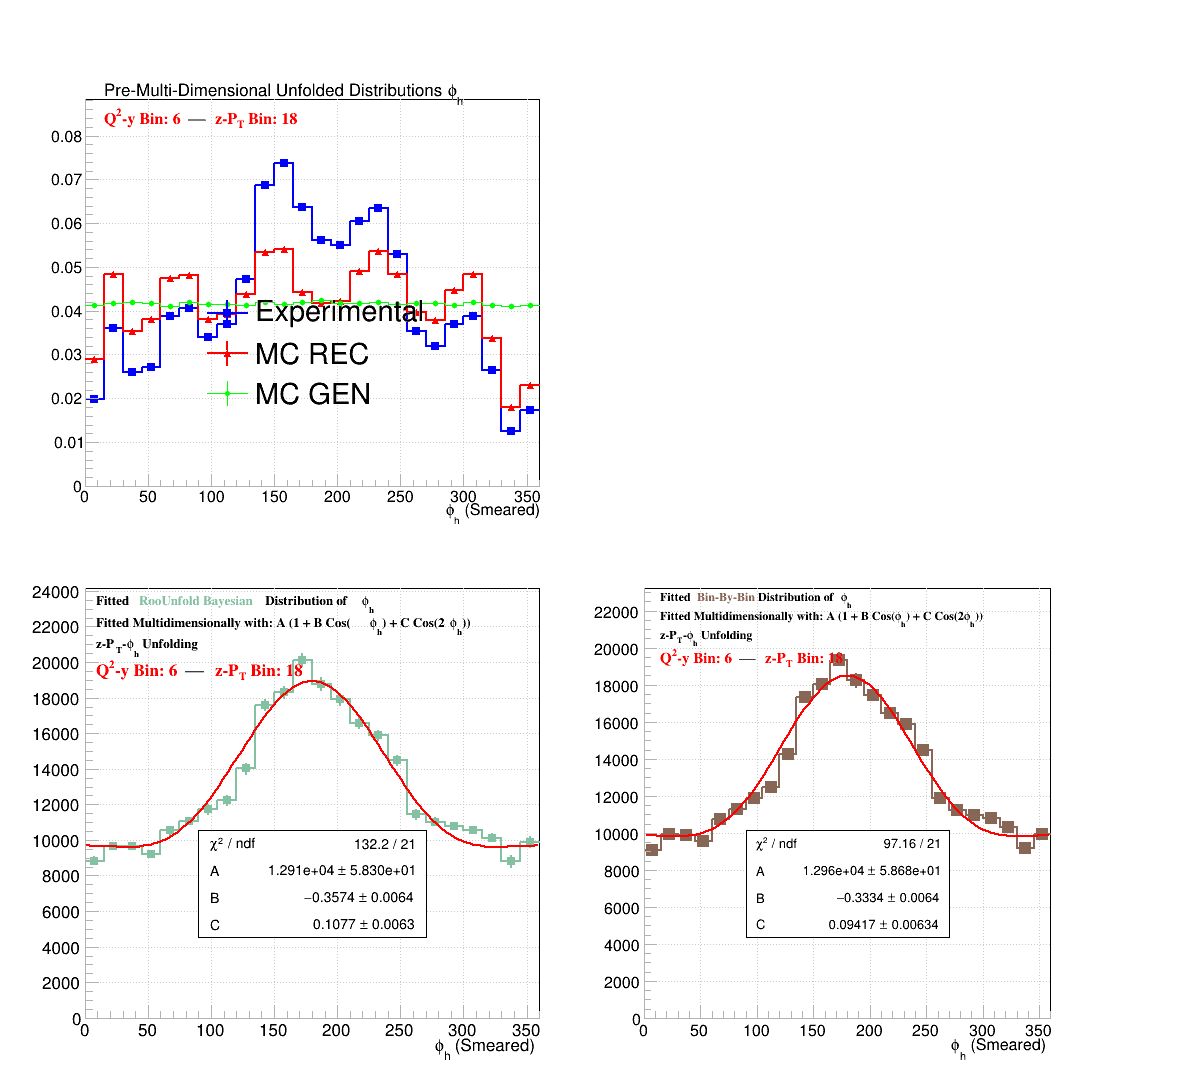 Pre-Multi-Dimensional Unfolded Distributions ϕh
Q²-y Bin: 6 — z-PT Bin: 18
0.08
0.07
0.06
0.05
0.04
0.03
0.02
0.01
0
Experimental
MC REC
MC GEN
0 50 100 150 200 250 300 350
ϕh (Smeared)
24000
22000
20000
18000
16000
14000
12000
10000
8000
6000
4000
2000
0
Fitted RooUnfold Bayesian Distribution of ϕh
Fitted Multidimensionally with: A (1 + B Cos( ϕh) + C Cos(2 ϕh))
z-PT-ϕh Unfolding
Q²-y Bin: 6 — z-PT Bin: 18
χ² / ndf 132.2 / 21
A 1.291e+04 ± 5.830e+01
B −0.3574 ± 0.0064
C 0.1077 ± 0.0063
0 50 100 150 200 250 300 350
ϕh (Smeared)
22000
20000
18000
16000
14000
12000
10000
8000
6000
4000
2000
0
Fitted Bin-By-Bin Distribution of ϕh
Fitted Multidimensionally with: A (1 + B Cos(ϕh) + C Cos(2ϕh))
z-PT-ϕh Unfolding
Q²-y Bin: 6 — z-PT Bin: 18
χ² / ndf 97.16 / 21
A 1.296e+04 ± 5.868e+01
B −0.3334 ± 0.0064
C 0.09417 ± 0.00634
0 50 100 150 200 250 300 350
ϕh (Smeared)